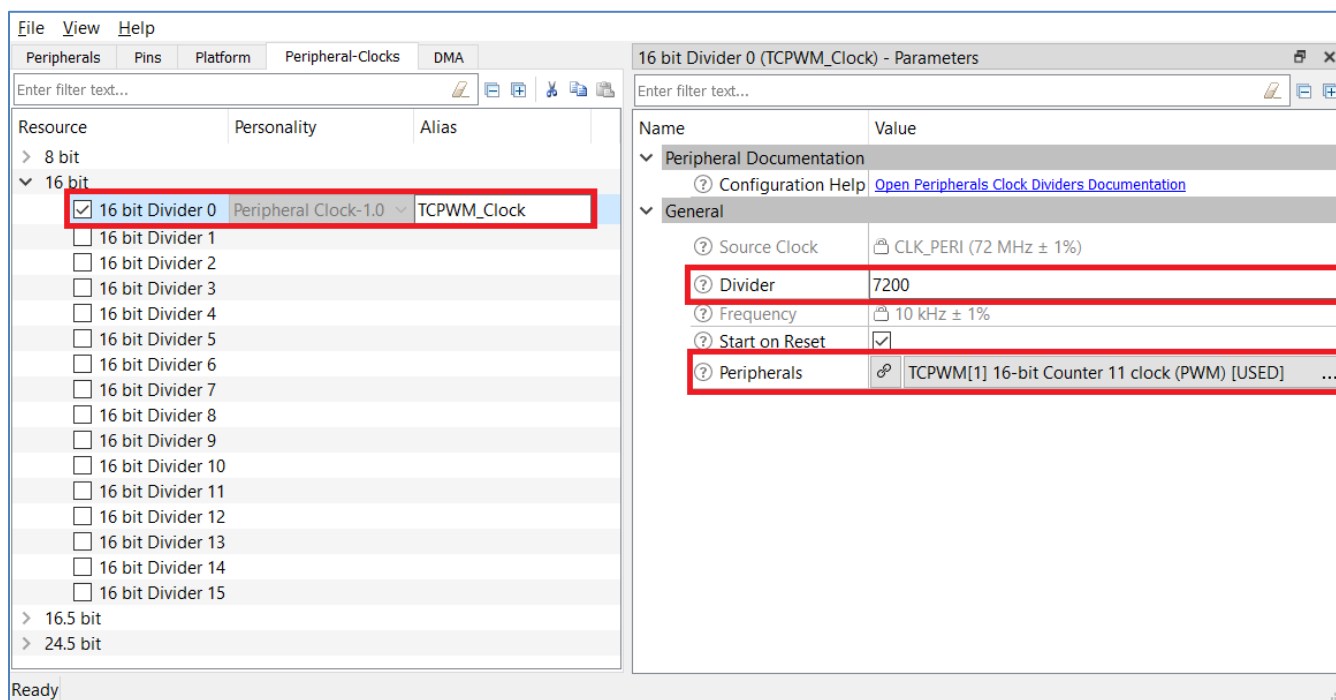 File View Help
Peripherals Pins Platform Peripheral-Clocks DMA
Enter filter text...
Resource Personality Alias
8 bit
16 bit
16 bit Divider 0 Peripheral Clock-1.0 TCPWM_Clock
16 bit Divider 1
16 bit Divider 2
16 bit Divider 3
16 bit Divider 4
16 bit Divider 5
16 bit Divider 6
16 bit Divider 7
16 bit Divider 8
16 bit Divider 9
16 bit Divider 10
16 bit Divider 11
16 bit Divider 12
16 bit Divider 13
16 bit Divider 14
16 bit Divider 15
16.5 bit
24.5 bit
16 bit Divider 0 (TCPWM_Clock) - Parameters
Enter filter text...
Name Value
Peripheral Documentation
Configuration Help Open Peripherals Clock Dividers Documentation
General
Source Clock CLK_PERI (72 MHz ± 1%)
Divider 7200
Frequency 10 kHz ± 1%
Start on Reset
Peripherals TCPWM[1] 16-bit Counter 11 clock (PWM) [USED] ...
Ready